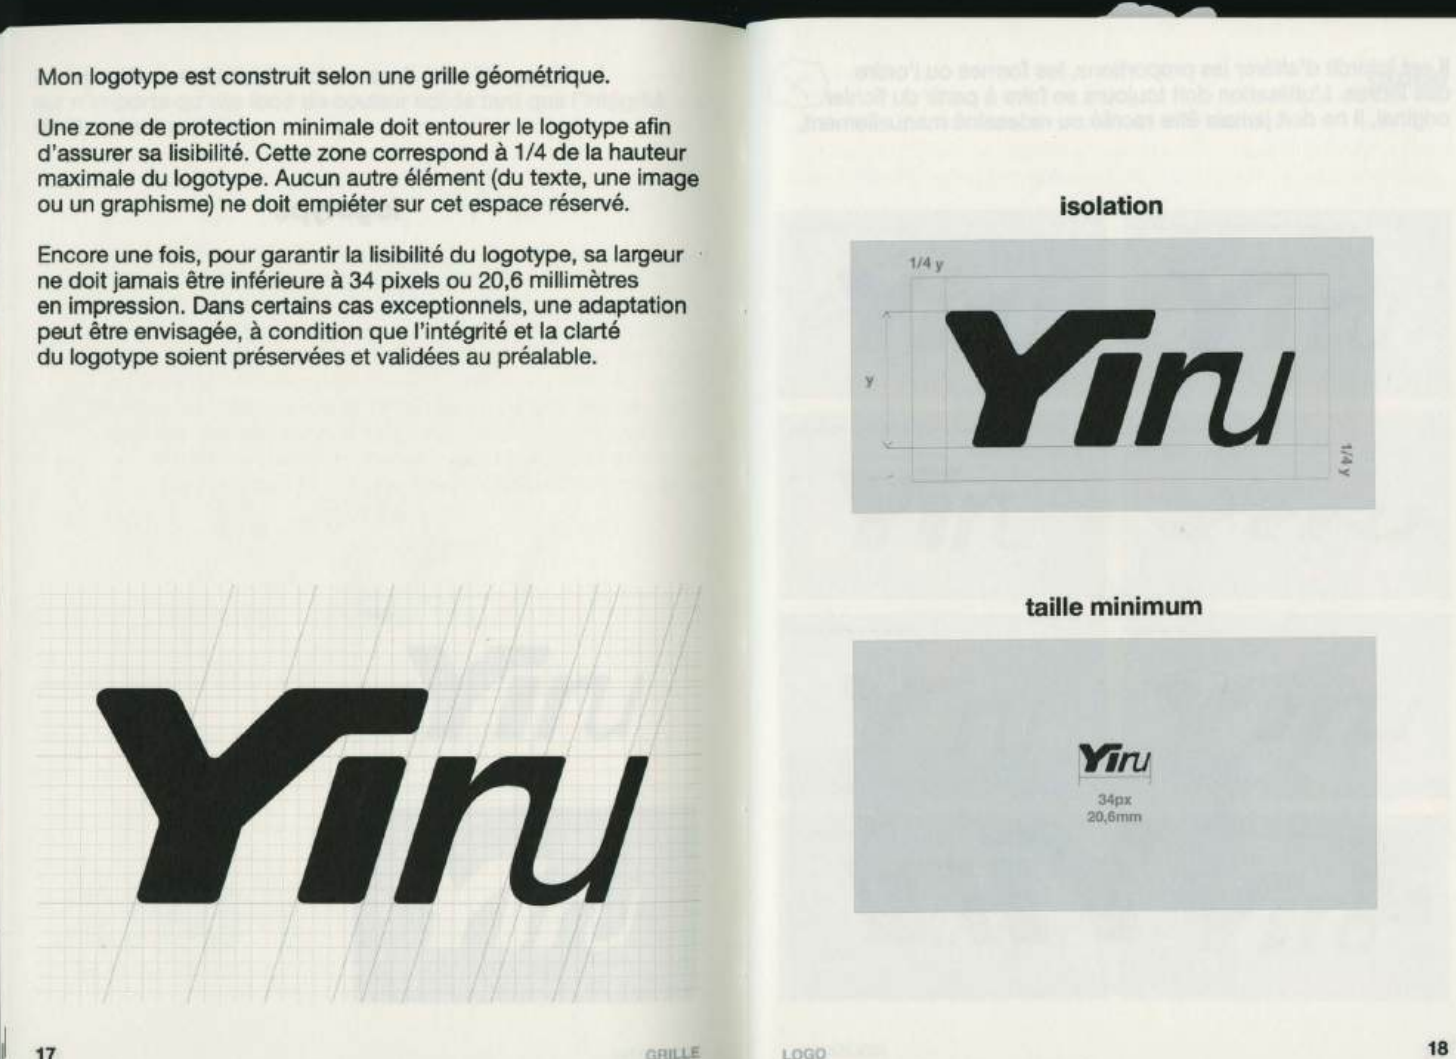 Mon logotype est construit selon une grille géométrique.
Une zone de protection minimale doit entourer le logotype afin
d'assurer sa lisibilité. Cette zone correspond à 1/4 de la hauteur
maximale du logotype. Aucun autre élément (du texte, une image
ou un graphisme) ne doit empiéter sur cet espace réservé.
Encore une fois, pour garantir la lisibilité du logotype, sa largeur
ne doit jamais être inférieure à 34 pixels ou 20,6 millimètres
en impression. Dans certains cas exceptionnels, une adaptation
peut être envisagée, à condition que l'intégrité et la clarté
du logotype soient préservées et validées au préalable.
Yiru
17
GRILLE
isolation
1/4 y
y
Yiru
1/4 y
taille minimum
Yiru
34px
20,6mm
LOGO
18